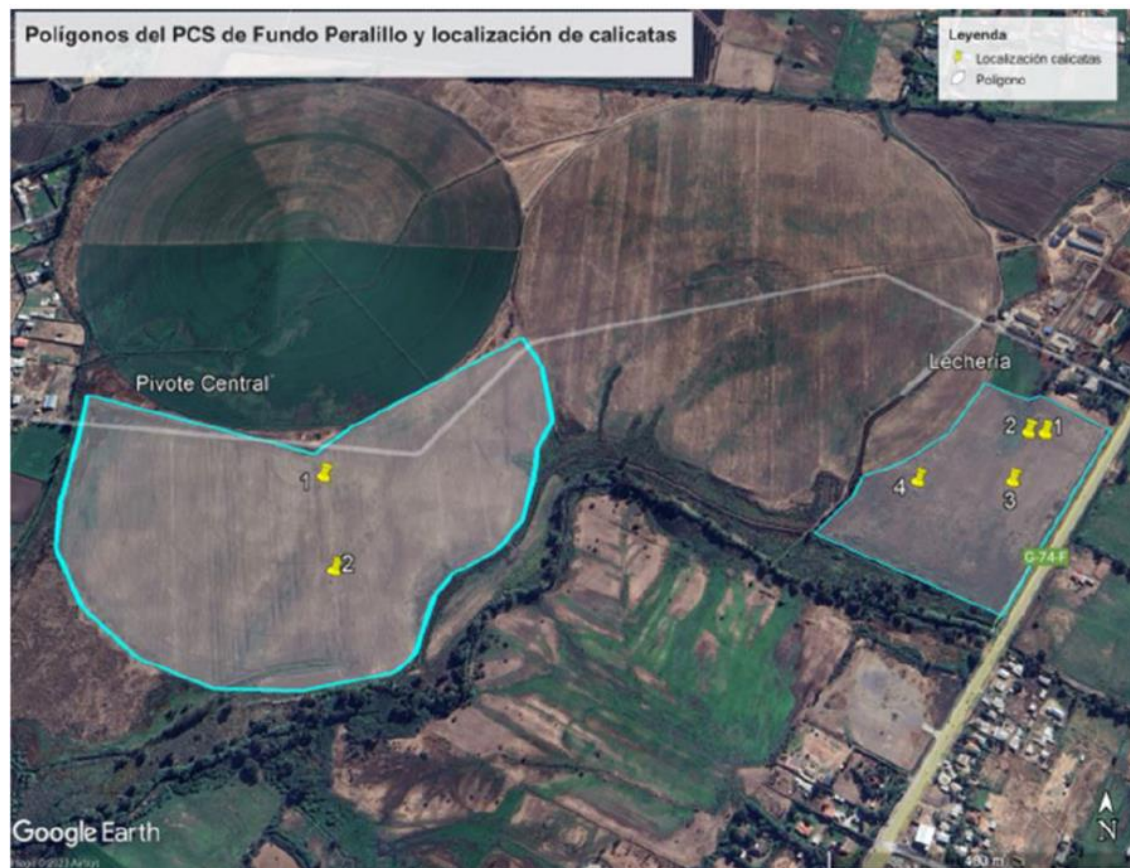 Polígonos del PCS de Fundo Peralillo y localización de calicatas
Leyenda
Localización calicatas
Polígono
Pivote Central
Lechería
1
2
2
1
4
3
G-74-F
Google Earth
N